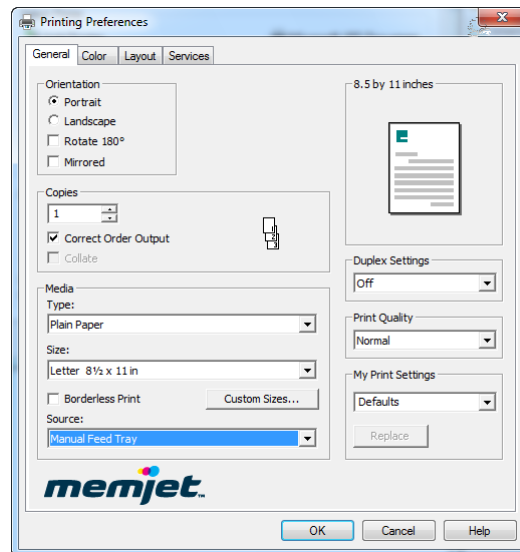 Printing Preferences
General Color Layout Services
Orientation
Portrait
Landscape
Rotate 180°
Mirrored
Copies
1
Correct Order Output
Collate
Media
Type:
Plain Paper
Size:
Letter 8½ x 11 in
Borderless Print
Custom Sizes...
Source:
Manual Feed Tray
8.5 by 11 inches
Duplex Settings
Off
Print Quality
Normal
My Print Settings
Defaults
Replace
memjet
OK Cancel Help